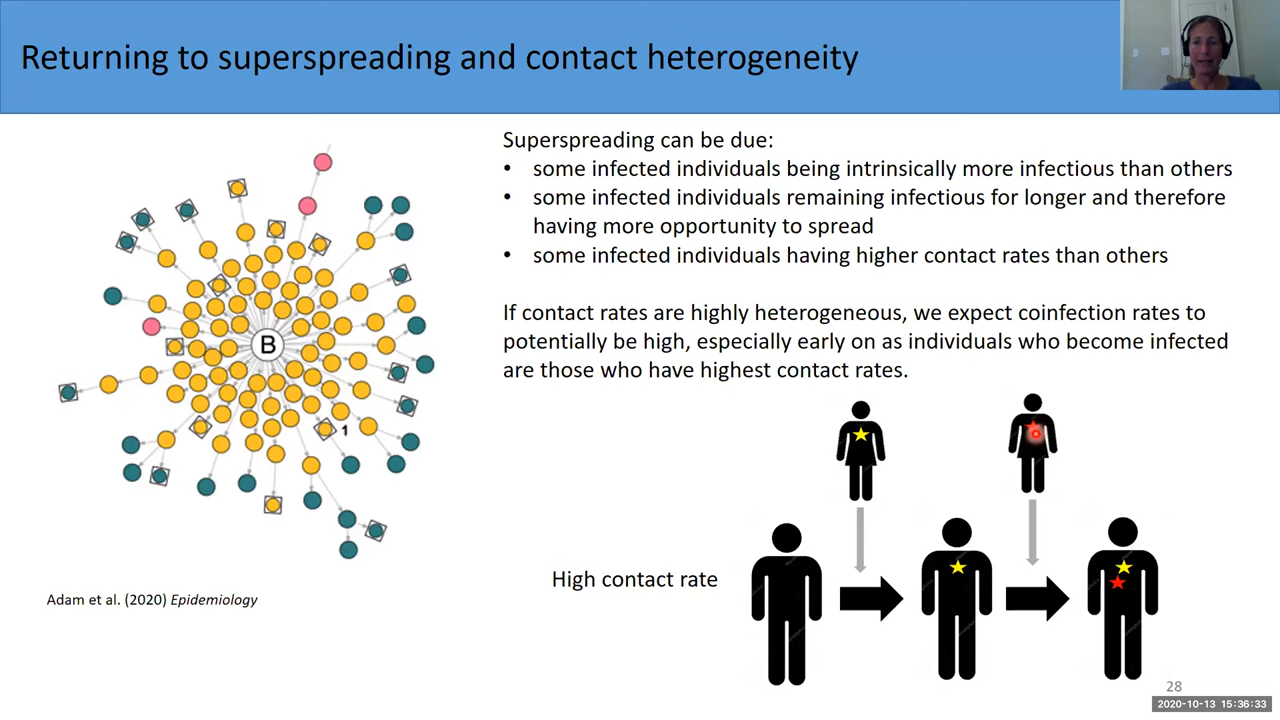 Returning to superspreading and contact heterogeneity
B
1
Adam et al. (2020) Epidemiology
Superspreading can be due:
• some infected individuals being intrinsically more infectious than others
• some infected individuals remaining infectious for longer and therefore
having more opportunity to spread
• some infected individuals having higher contact rates than others
If contact rates are highly heterogeneous, we expect coinfection rates to
potentially be high, especially early on as individuals who become infected
are those who have highest contact rates.
High contact rate
28
2020-10-13 15:36:33